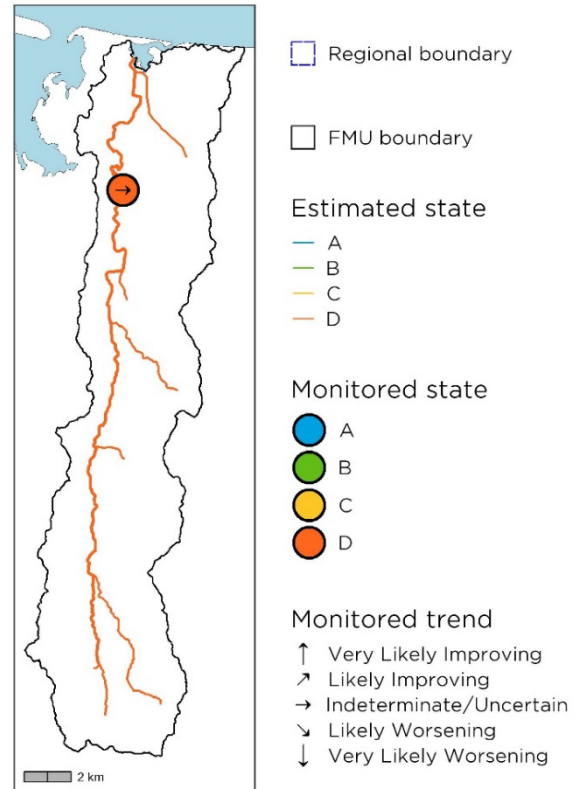 Regional boundary
FMU boundary
Estimated state
A
B
C
D
Monitored state
A
B
C
D
Monitored trend
↑ Very Likely Improving
↗ Likely Improving
→ Indeterminate/Uncertain
↘ Likely Worsening
↓ Very Likely Worsening
2 km